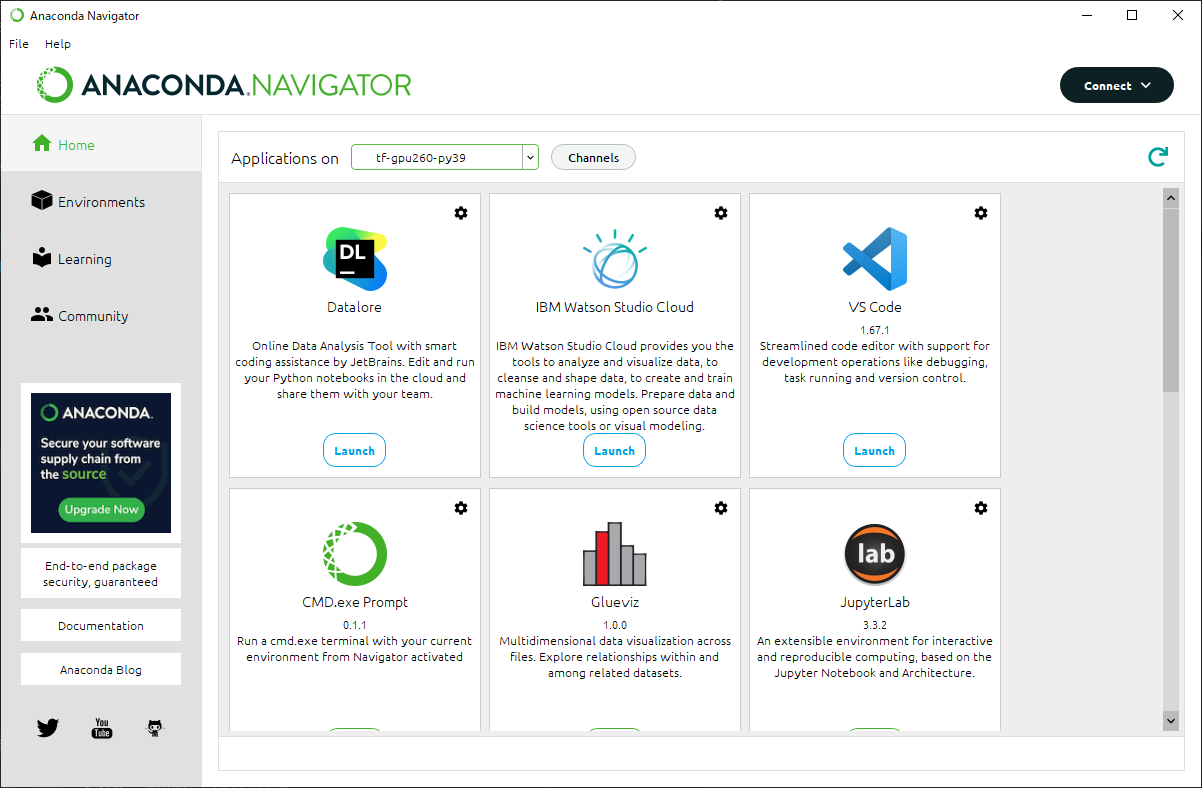 Anaconda Navigator
File Help
ANACONDA.NAVIGATOR
Connect
Home
Environments
Learning
Community
ANACONDA.
Secure your software
supply chain from
the source
Upgrade Now
End-to-end package
security, guaranteed
Documentation
Anaconda Blog
You
Tube
Applications on tf-gpu260-py39 Channels
DL
Datalore
Online Data Analysis Tool with smart
coding assistance by JetBrains. Edit and run
your Python notebooks in the cloud and
share them with your team.
Launch
IBM Watson Studio Cloud
IBM Watson Studio Cloud provides you the
tools to analyze and visualize data, to
cleanse and shape data, to create and train
machine learning models. Prepare data and
build models, using open source data
science tools or visual modeling.
Launch
VS Code
1.67.1
Streamlined code editor with support for
development operations like debugging,
task running and version control.
Launch
CMD.exe Prompt
0.1.1
Run a cmd.exe terminal with your current
environment from Navigator activated
Glueviz
1.0.0
Multidimensional data visualization across
files. Explore relationships within and
among related datasets.
lab
JupyterLab
3.3.2
An extensible environment for interactive
and reproducible computing, based on the
Jupyter Notebook and Architecture.